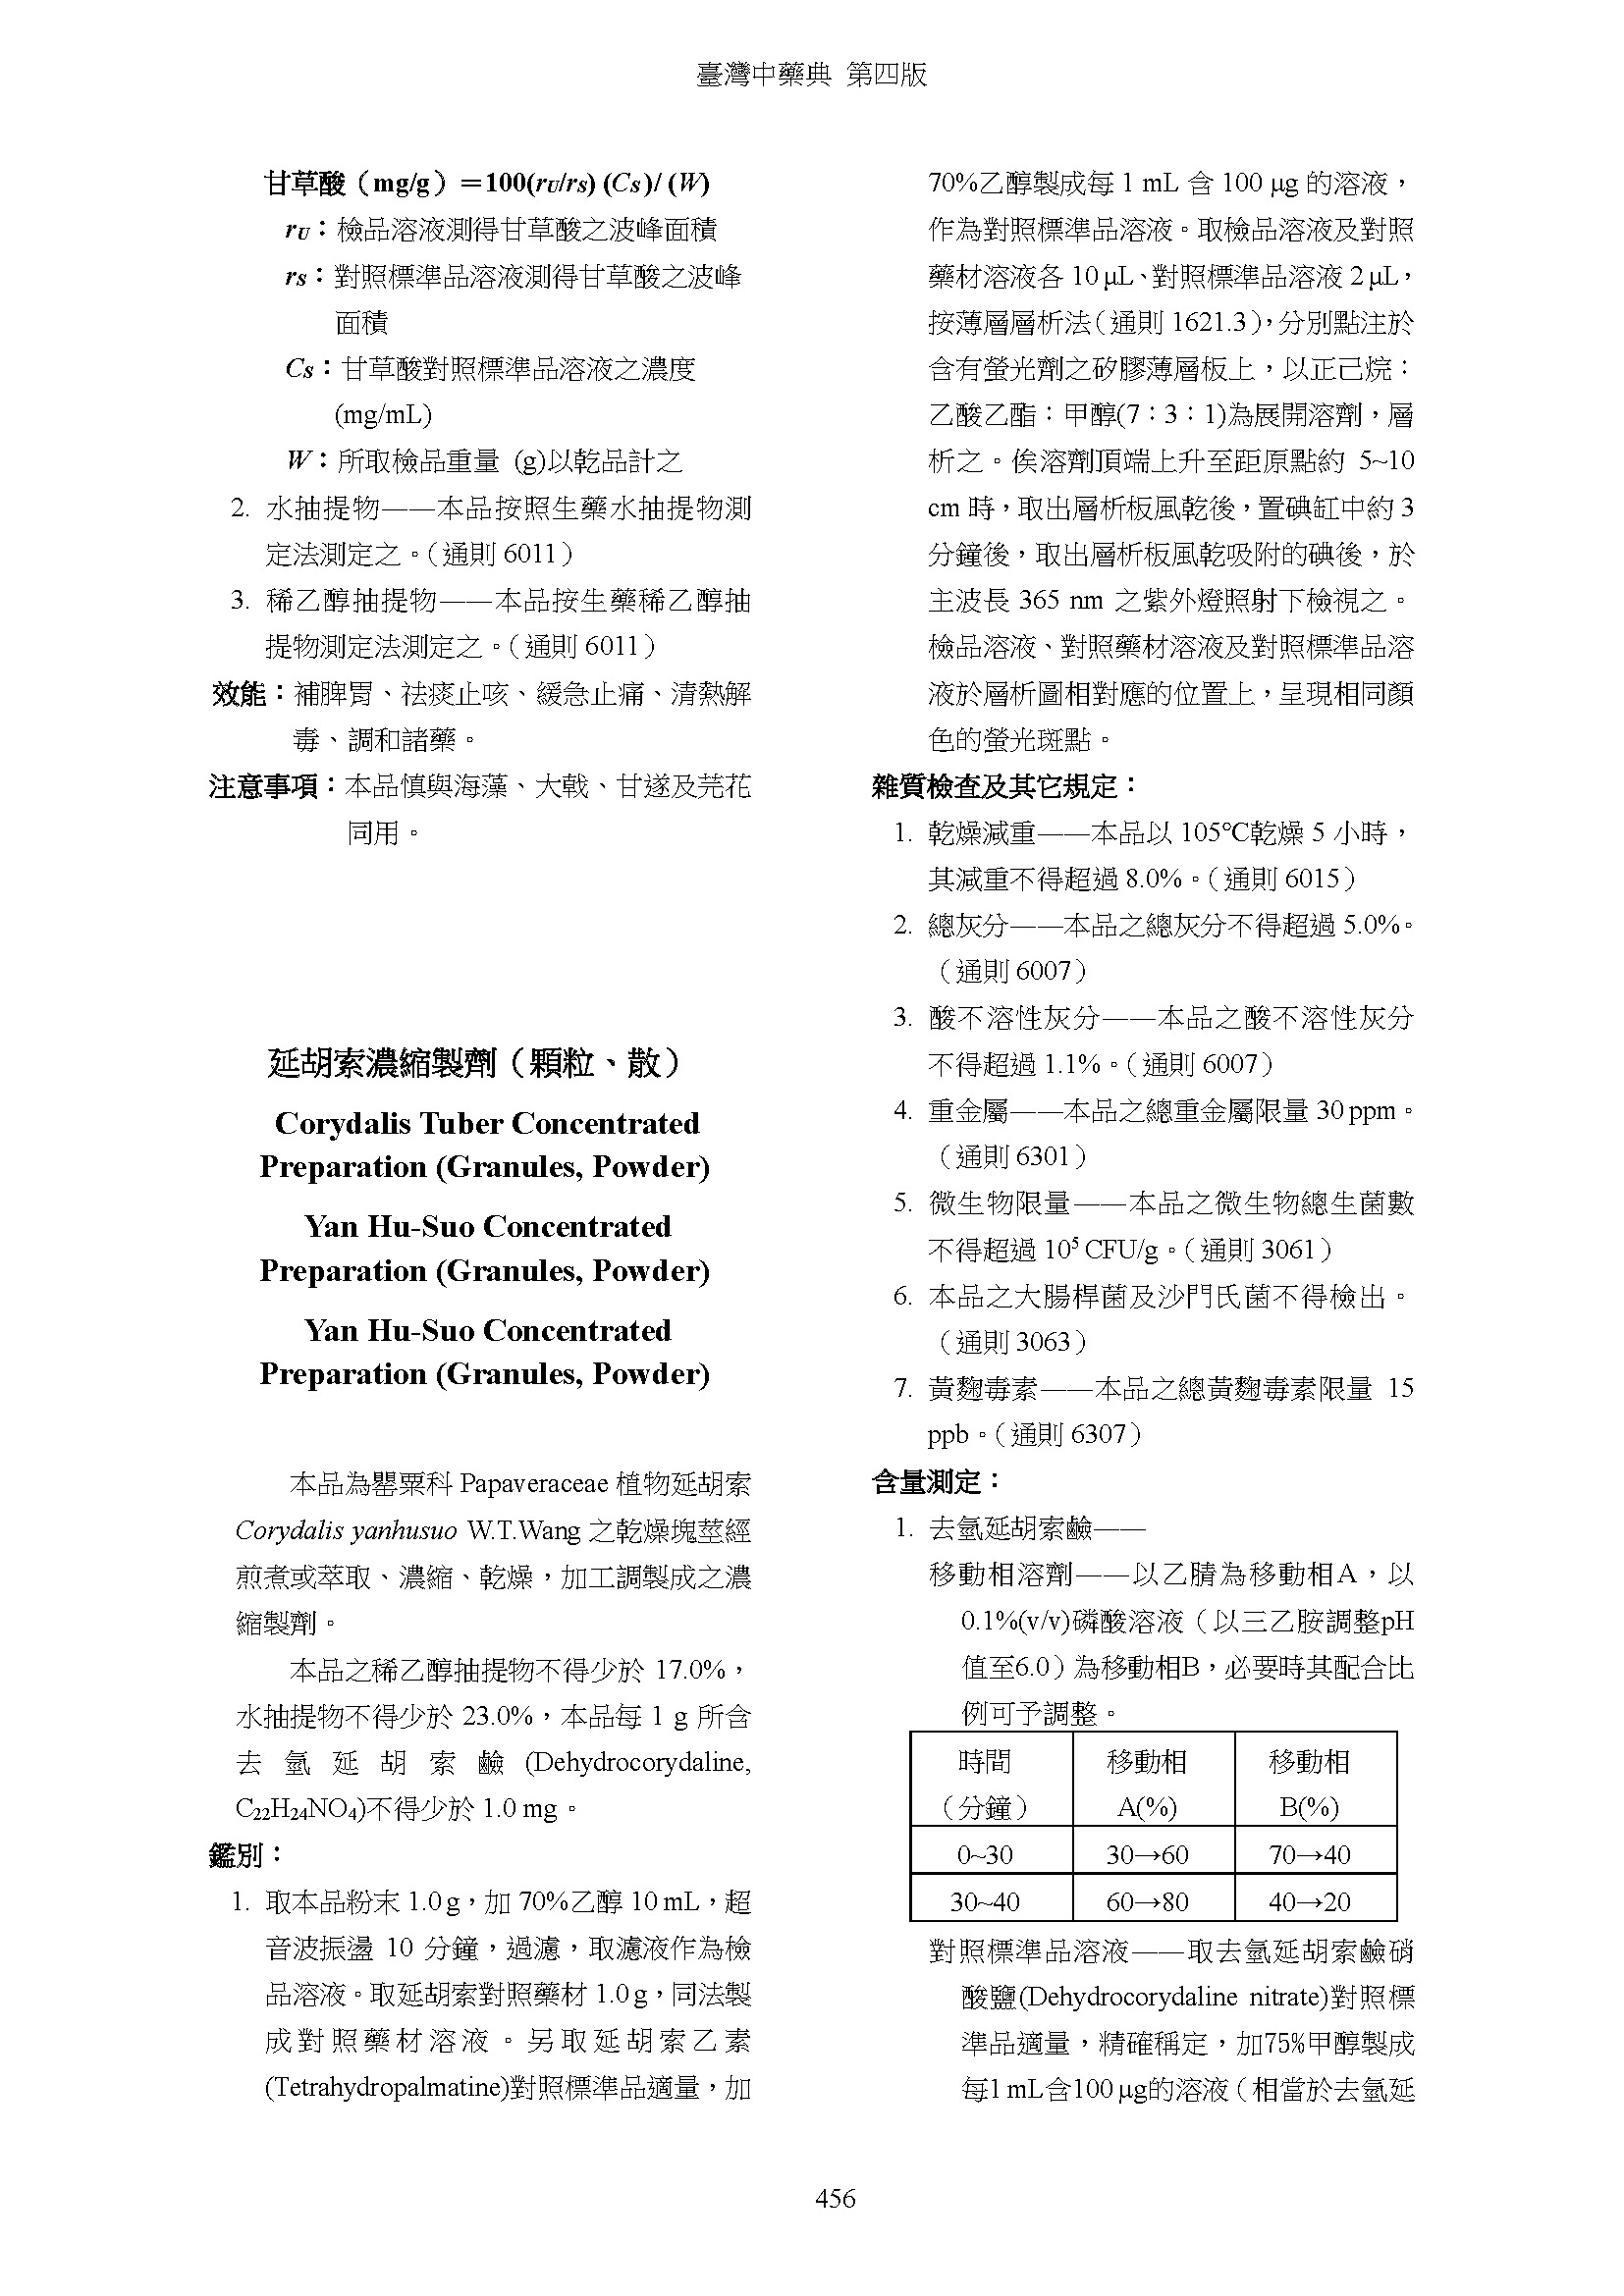 臺灣中藥典 第四版
甘草酸（mg/g）＝100(rU/rS) (CS)/ (W)
rU：檢品溶液測得甘草酸之波峰面積
rS：對照標準品溶液測得甘草酸之波峰
面積
CS：甘草酸對照標準品溶液之濃度
(mg/mL)
W：所取檢品重量 (g)以乾品計之
2. 水抽提物——本品按照生藥水抽提物測
定法測定之。（通則 6011）
3. 稀乙醇抽提物——本品按生藥稀乙醇抽
提物測定法測定之。（通則 6011）
效能：補脾胃、祛痰止咳、緩急止痛、清熱解
毒、調和諸藥。
注意事項：本品慎與海藻、大戟、甘遂及芫花
同用。
延胡索濃縮製劑（顆粒、散）
Corydalis Tuber Concentrated
Preparation (Granules, Powder)
Yan Hu-Suo Concentrated
Preparation (Granules, Powder)
Yan Hu-Suo Concentrated
Preparation (Granules, Powder)
本品為罌粟科 Papaveraceae 植物延胡索
Corydalis yanhusuo W.T.Wang 之乾燥塊莖經
煎煮或萃取、濃縮、乾燥，加工調製成之濃
縮製劑。
本品之稀乙醇抽提物不得少於 17.0%，
水抽提物不得少於 23.0%，本品每 1 g 所含
去氫延胡索鹼 (Dehydrocorydaline,
C22H24NO4)不得少於 1.0 mg。
鑑別：
1. 取本品粉末 1.0 g，加 70%乙醇 10 mL，超
音波振盪 10 分鐘，過濾，取濾液作為檢
品溶液。取延胡索對照藥材 1.0 g，同法製
成對照藥材溶液。另取延胡索乙素
(Tetrahydropalmatine)對照標準品適量，加
70%乙醇製成每 1 mL 含 100 μg 的溶液，
作為對照標準品溶液。取檢品溶液及對照
藥材溶液各 10 μL、對照標準品溶液 2 μL，
按薄層層析法（通則 1621.3），分別點注於
含有螢光劑之矽膠薄層板上，以正己烷：
乙酸乙酯：甲醇(7：3：1)為展開溶劑，層
析之。俟溶劑頂端上升至距原點約 5~10
cm 時，取出層析板風乾後，置碘缸中約 3
分鐘後，取出層析板風乾吸附的碘後，於
主波長 365 nm 之紫外燈照射下檢視之。
檢品溶液、對照藥材溶液及對照標準品溶
液於層析圖相對應的位置上，呈現相同顏
色的螢光斑點。
雜質檢查及其它規定：
1. 乾燥減重——本品以 105℃乾燥 5 小時，
其減重不得超過 8.0%。（通則 6015）
2. 總灰分——本品之總灰分不得超過 5.0%。
（通則 6007）
3. 酸不溶性灰分——本品之酸不溶性灰分
不得超過 1.1%。（通則 6007）
4. 重金屬——本品之總重金屬限量 30 ppm。
（通則 6301）
5. 微生物限量——本品之微生物總生菌數
不得超過 10⁵ CFU/g。（通則 3061）
6. 本品之大腸桿菌及沙門氏菌不得檢出。
（通則 3063）
7. 黃麴毒素——本品之總黃麴毒素限量 15
ppb。（通則 6307）
含量測定：
1. 去氫延胡索鹼——
移動相溶劑——以乙腈為移動相A，以
0.1%(v/v)磷酸溶液（以三乙胺調整pH
值至6.0）為移動相B，必要時其配合比
例可予調整。
時間 移動相 移動相
（分鐘） A(%) B(%)
0~30 30→60 70→40
30~40 60→80 40→20
對照標準品溶液——取去氫延胡索鹼硝
酸鹽(Dehydrocorydaline nitrate)對照標
準品適量，精確稱定，加75%甲醇製成
每1 mL含100 μg的溶液（相當於去氫延
456